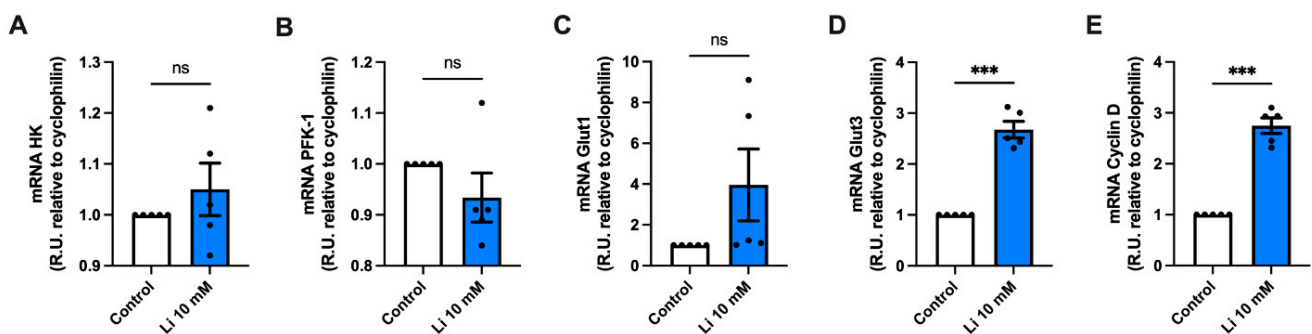 A
mRNA HK
(R.U. relative to cyclophilin)
1.3
1.2
1.1
1.0
0.9
ns
Control
Li 10 mM
B
mRNA PFK-1
(R.U. relative to cyclophilin)
1.2
1.1
1.0
0.9
0.8
ns
Control
Li 10 mM
C
mRNA Glut1
(R.U. relative to cyclophilin)
10
8
6
4
2
0
ns
Control
Li 10 mM
D
mRNA Glut3
(R.U. relative to cyclophilin)
4
3
2
1
0
***
Control
Li 10 mM
E
mRNA Cyclin D
(R.U. relative to cyclophilin)
4
3
2
1
0
***
Control
Li 10 mM